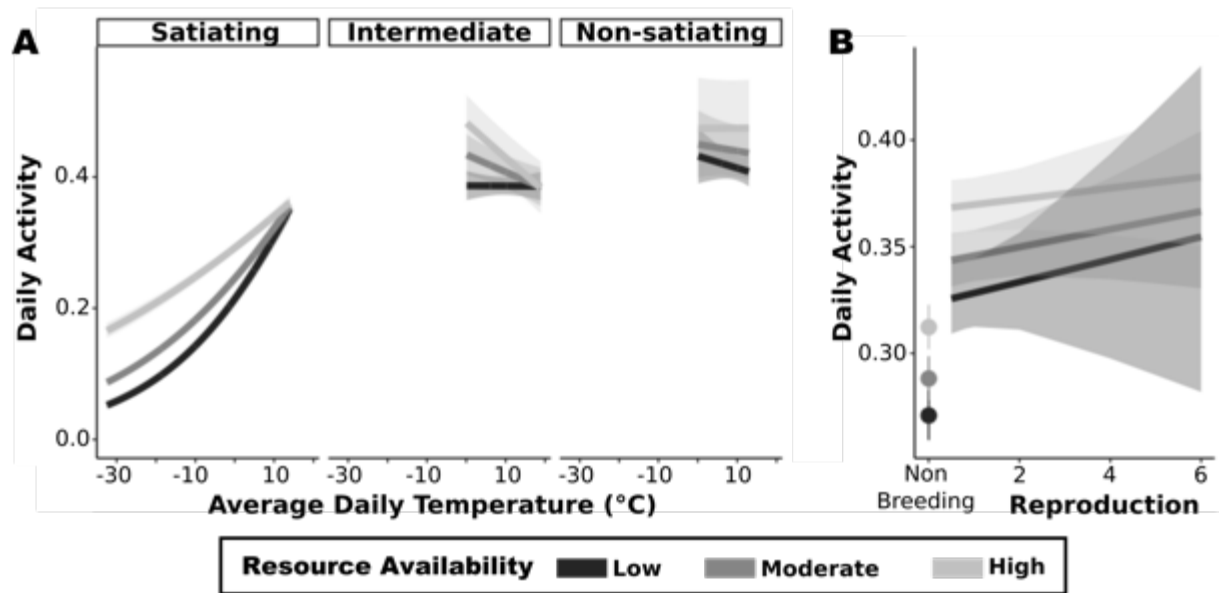 A
Satiating
Intermediate
Non-satiating
Daily Activity
0.4
0.2
0.0
-30 -10 10
-30 -10 10
-30 -10 10
Average Daily Temperature (°C)
B
Daily Activity
0.40
0.35
0.30
Non
Breeding
2 4 6
Reproduction
Resource Availability Low Moderate High